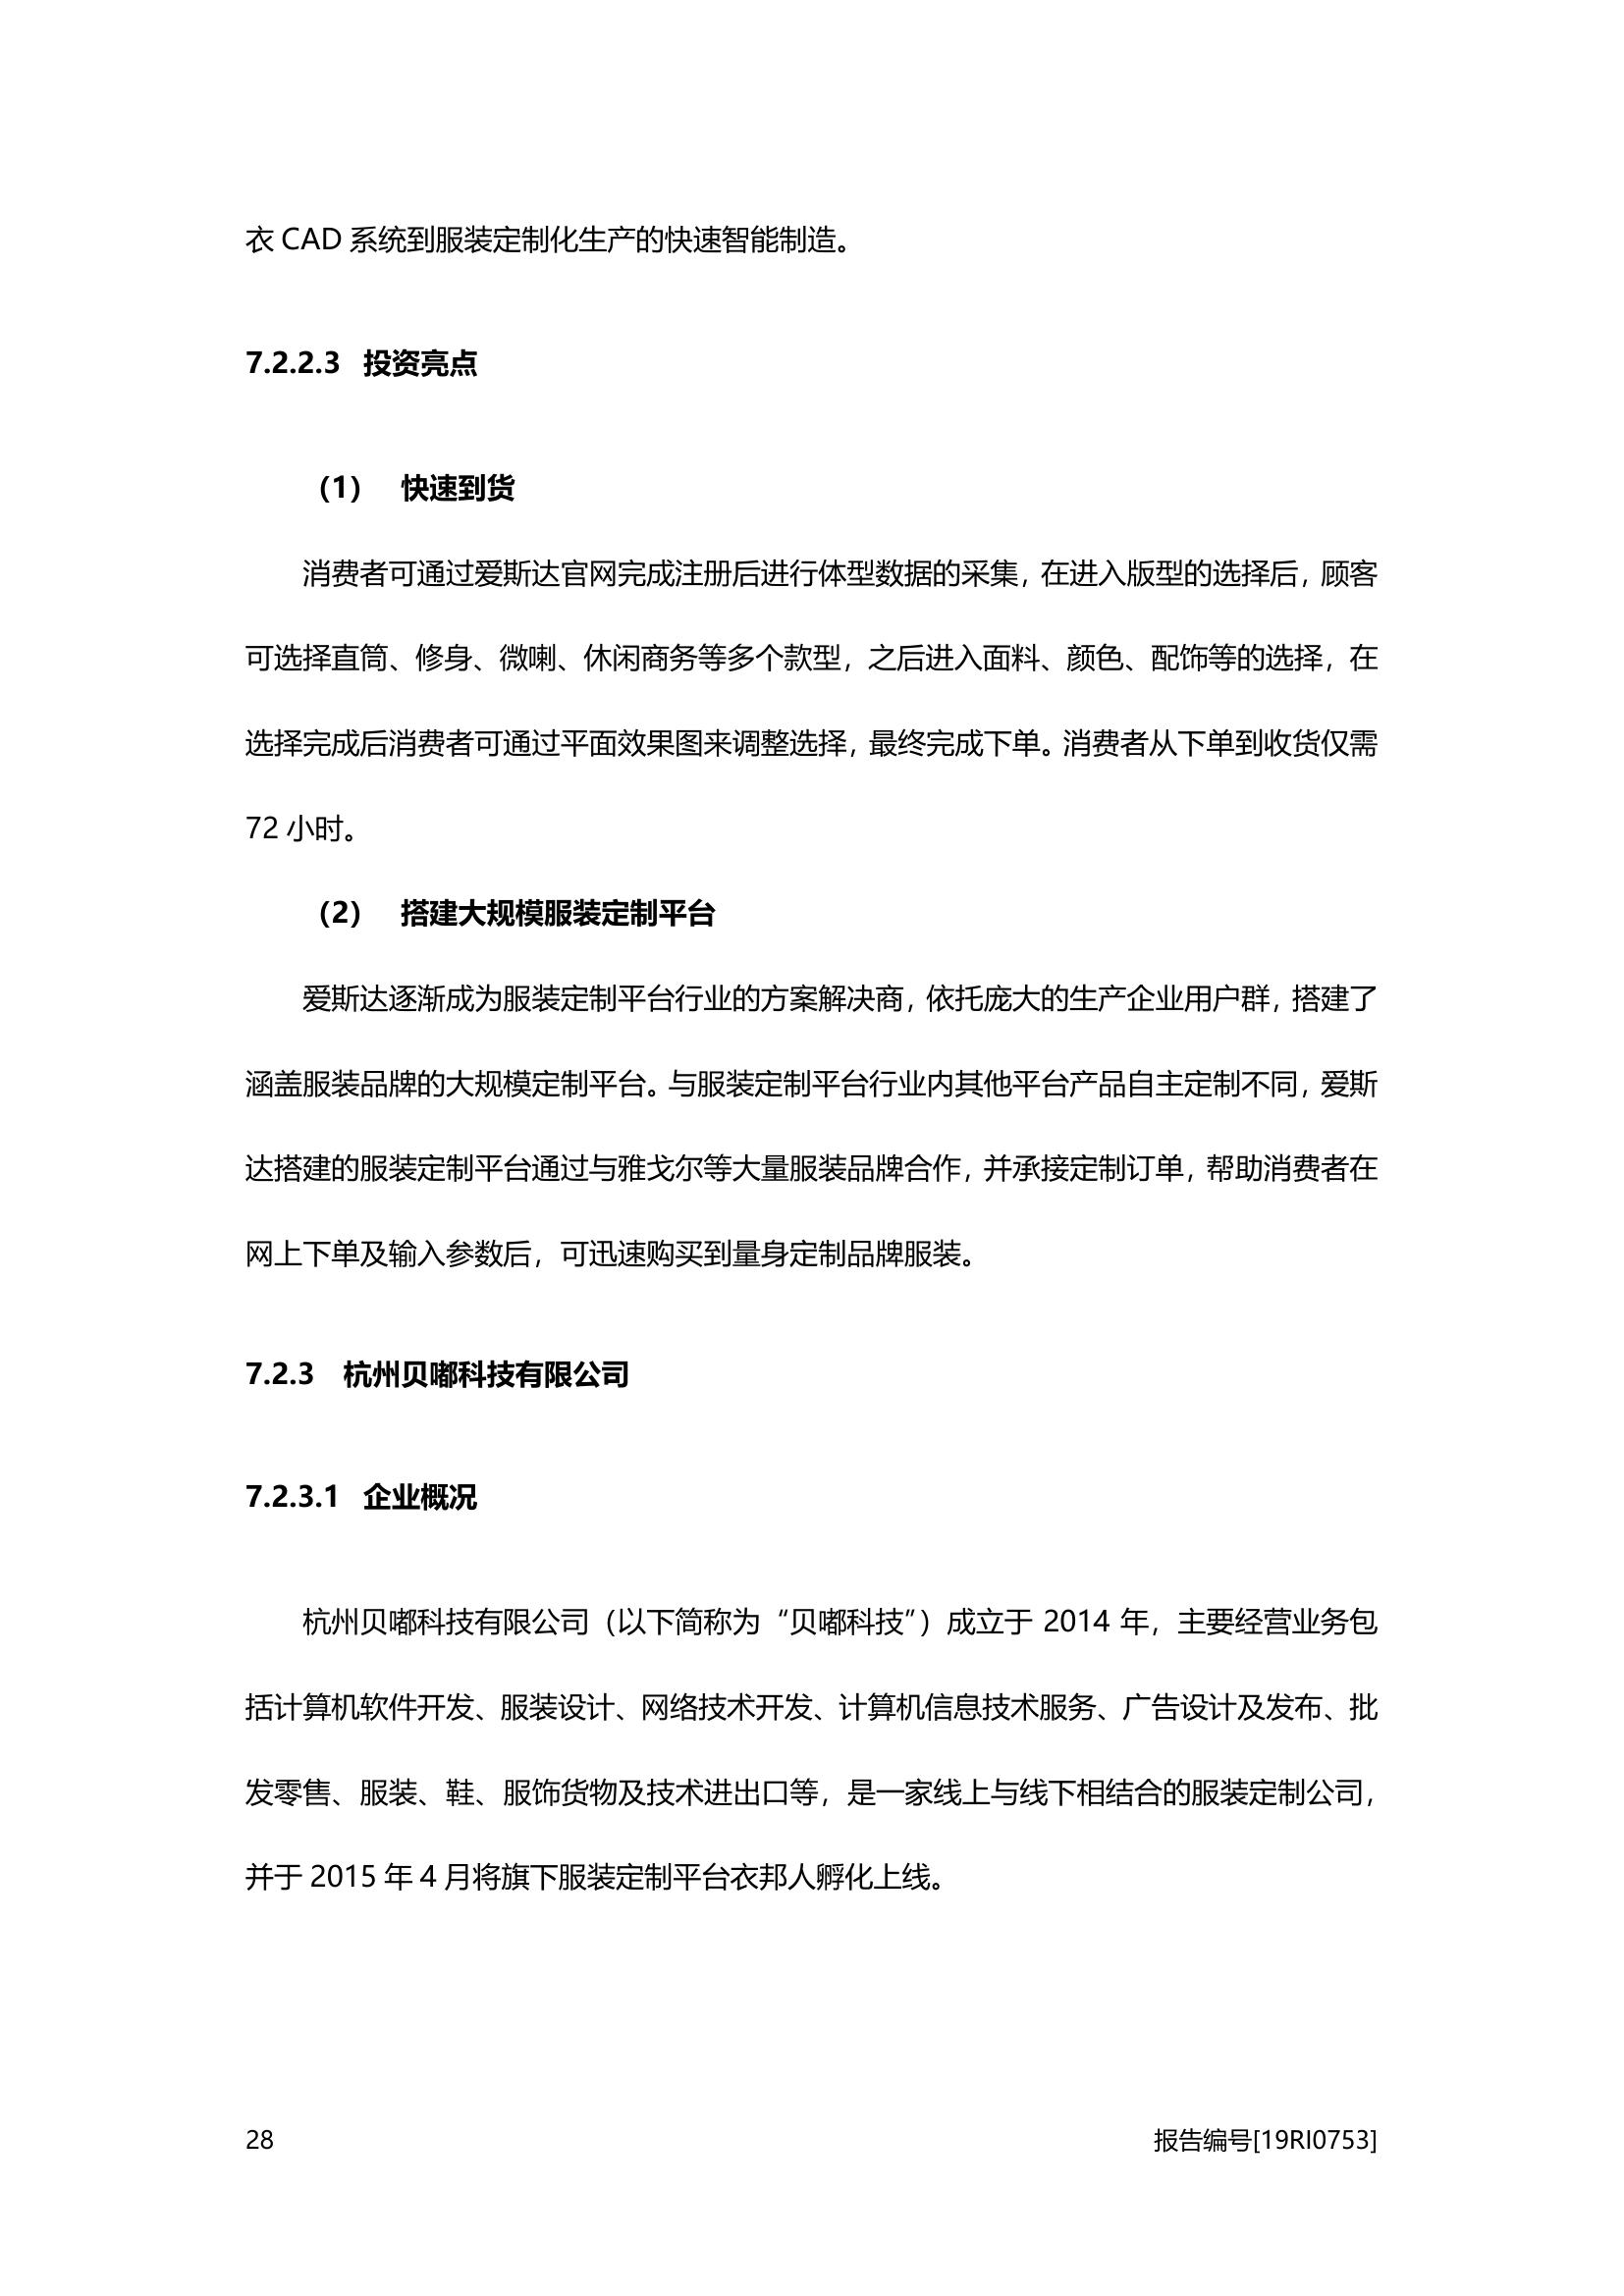 衣 CAD 系统到服装定制化生产的快速智能制造。
7.2.2.3 投资亮点
（1） 快速到货
消费者可通过爱斯达官网完成注册后进行体型数据的采集，在进入版型的选择后，顾客
可选择直筒、修身、微喇、休闲商务等多个款型，之后进入面料、颜色、配饰等的选择，在
选择完成后消费者可通过平面效果图来调整选择，最终完成下单。消费者从下单到收货仅需
72 小时。
（2） 搭建大规模服装定制平台
爱斯达逐渐成为服装定制平台行业的方案解决商，依托庞大的生产企业用户群，搭建了
涵盖服装品牌的大规模定制平台。与服装定制平台行业内其他平台产品自主定制不同，爱斯
达搭建的服装定制平台通过与雅戈尔等大量服装品牌合作，并承接定制订单，帮助消费者在
网上下单及输入参数后，可迅速购买到量身定制品牌服装。
7.2.3 杭州贝嘟科技有限公司
7.2.3.1 企业概况
杭州贝嘟科技有限公司（以下简称为“贝嘟科技”）成立于 2014 年，主要经营业务包
括计算机软件开发、服装设计、网络技术开发、计算机信息技术服务、广告设计及发布、批
发零售、服装、鞋、服饰货物及技术进出口等，是一家线上与线下相结合的服装定制公司，
并于 2015 年 4 月将旗下服装定制平台衣邦人孵化上线。
28 报告编号[19RI0753]